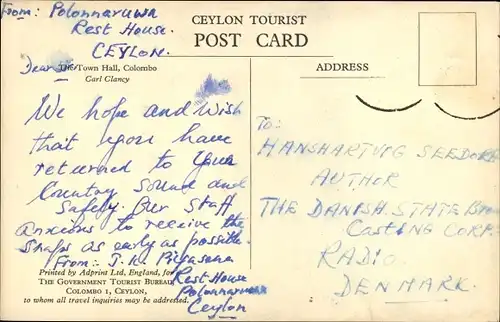 From: Polonnaruwa
Rest House.
CEYLON.
CEYLON TOURIST
POST CARD
Dear
The Town Hall, Colombo
Carl Clancy
ADDRESS
We hope and wish
that you have
returned to your
Country Sound and
Safely. Our Staff
anxious to receive the
snaps as early as possible.
From:- J. K. Piyasena
Rest House
Polonnaruwa
Ceylon
Printed by Adprint Ltd, England, for
THE GOVERNMENT TOURIST BUREAU,
COLOMBO 1, CEYLON,
to whom all travel inquiries may be addressed.
To:
HANSHARTVIG SEEDORF
AUTHOR
THE DANISH. STATE Broad
Casting CORP.
RADIO.
DENMARK.